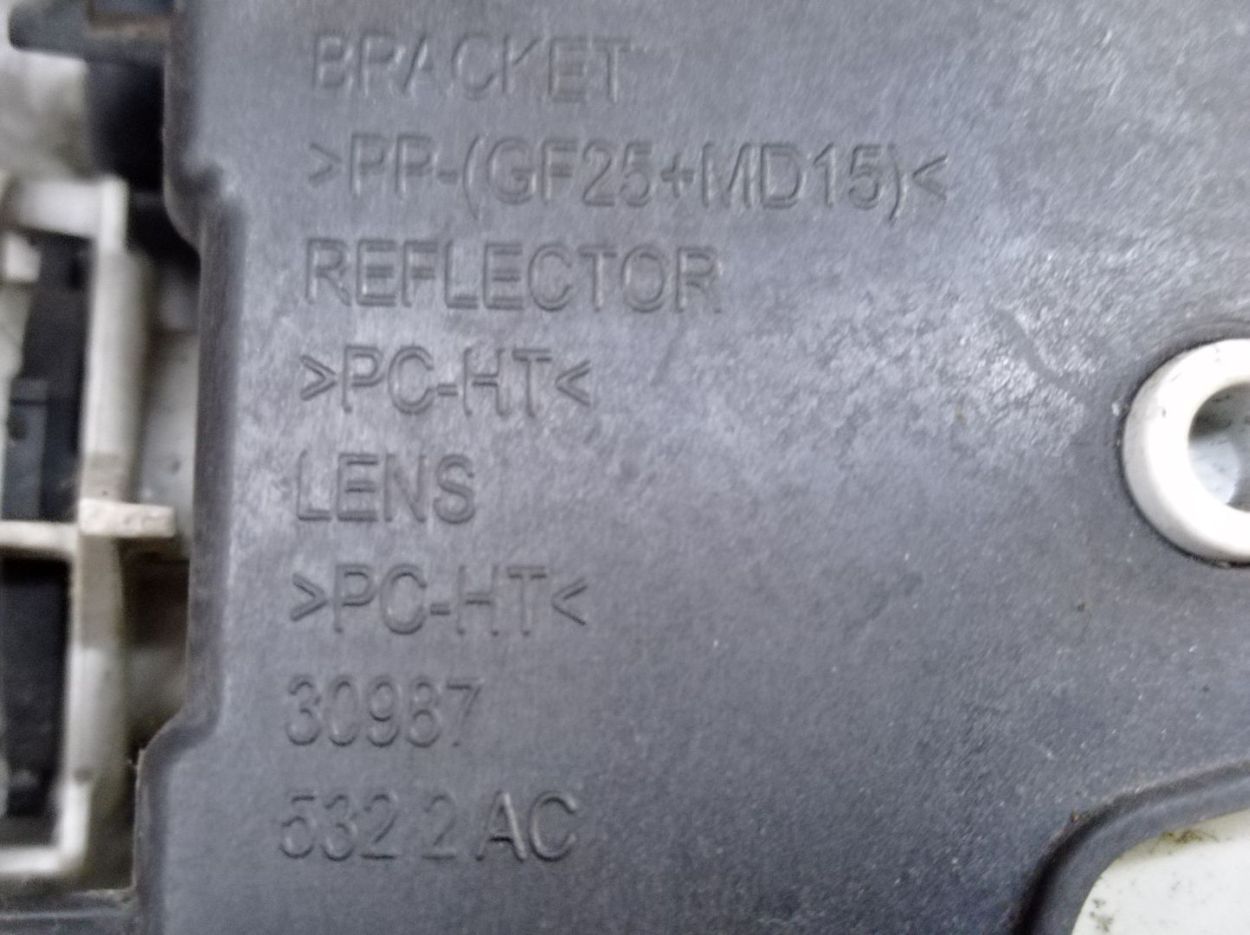 BRACKET
>PP-(GF25+MD15)<
REFLECTOR
>PC-HT<
LENS
>PC-HT<
30987
532 2 AC